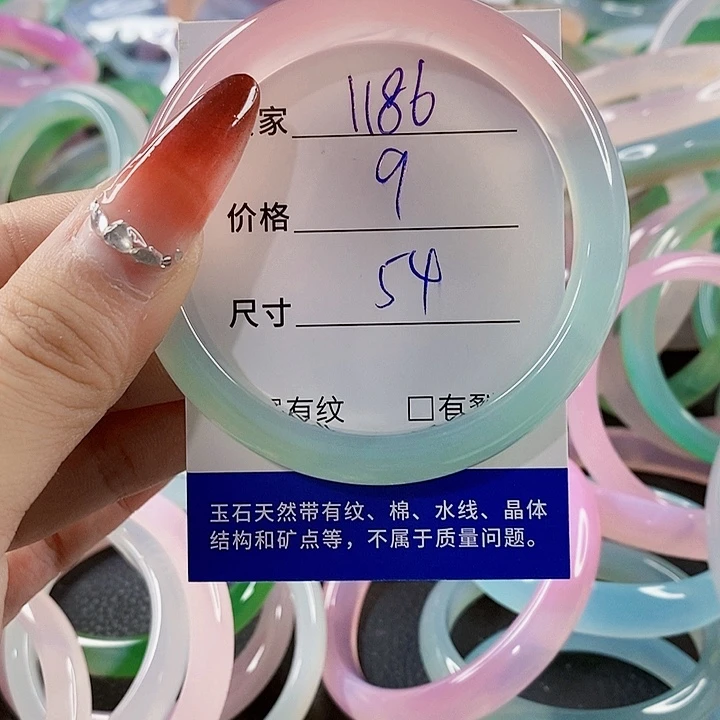 家 1186
价格 9
尺寸 54
有纹 □有裂
玉石天然带有纹、棉、水线、晶体
结构和矿点等，不属于质量问题。